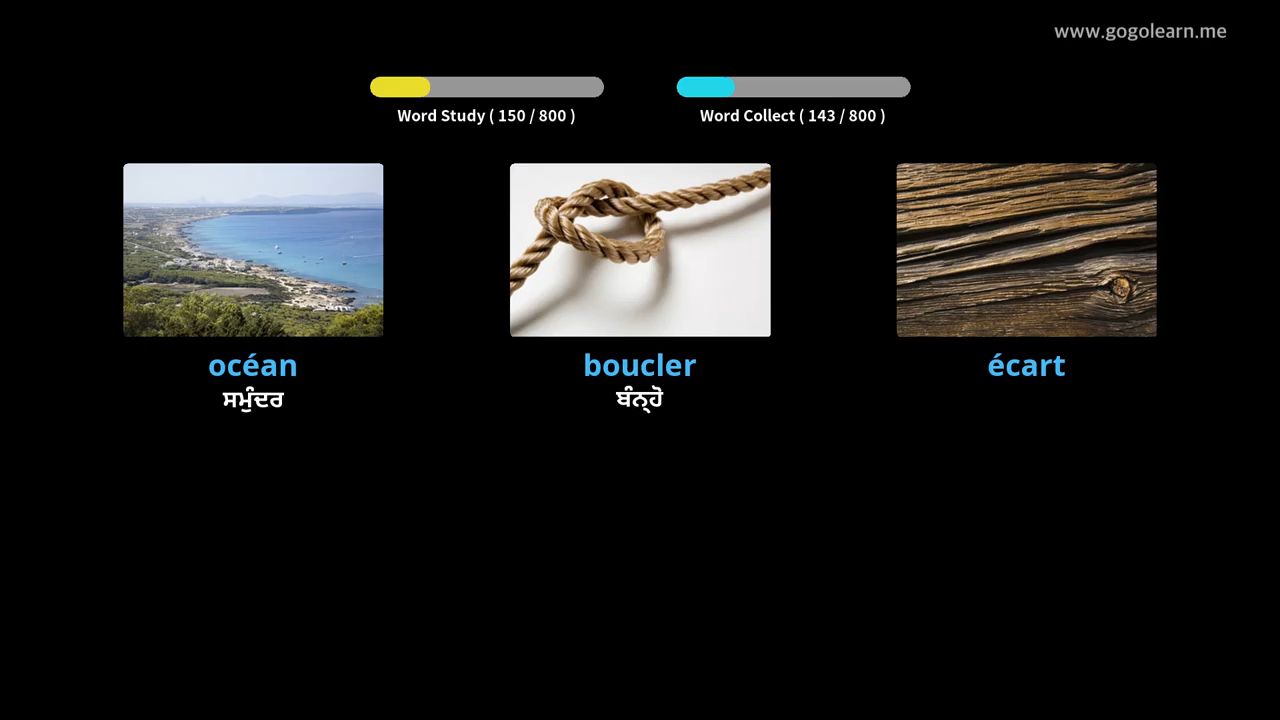 www.gogolearn.me
Word Study ( 150 / 800 )
Word Collect ( 143 / 800 )
océan
boucler
écart
ਸਮੁੰਦਰ
ਬੰਨ੍ਹੋ